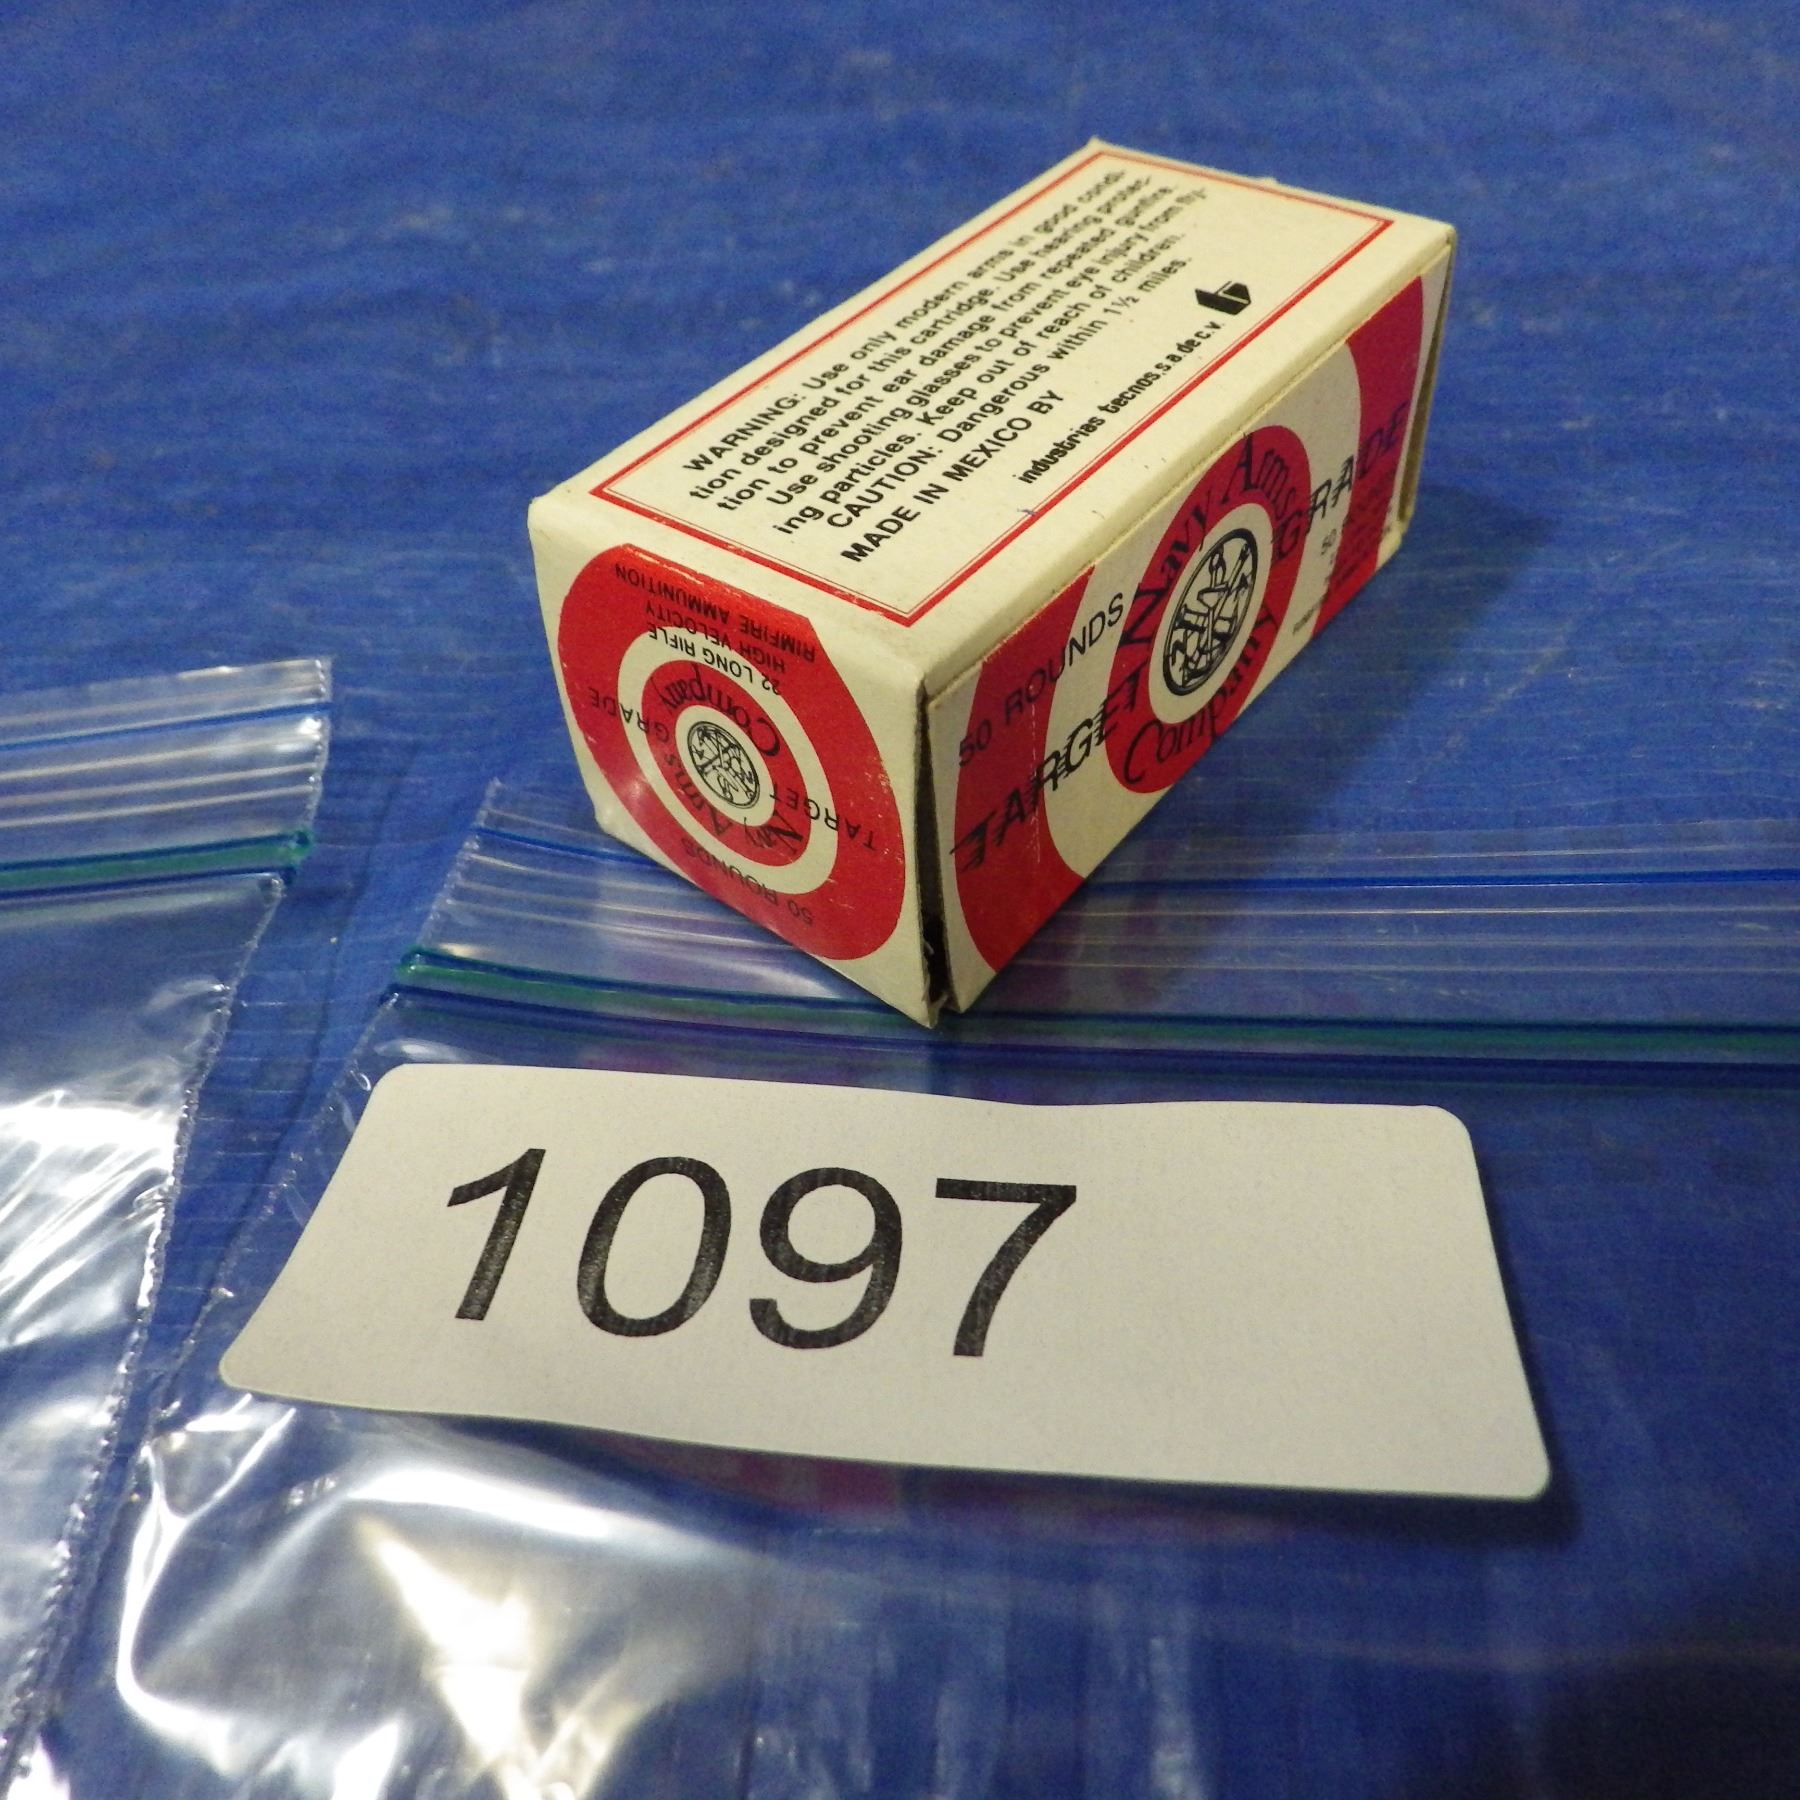 WARNING: Use only modern arms in good condi-
tion designed for this cartridge. Use hearing protec-
tion to prevent ear damage from repeated gunfire.
Use shooting glasses to prevent eye injury from fly-
ing particles. Keep out of reach of children.
CAUTION: Dangerous within 1½ miles.
MADE IN MEXICO BY
industrias tecnos.s.a.de c.v.
50 ROUNDS
TARGET GRADE
Navy Arms
Company
50
50 ROUNDS
Navy Arms
Company
TARGET GRADE
22 LONG RIFLE
HIGH VELOCITY
RIMFIRE AMMUNITION
1097